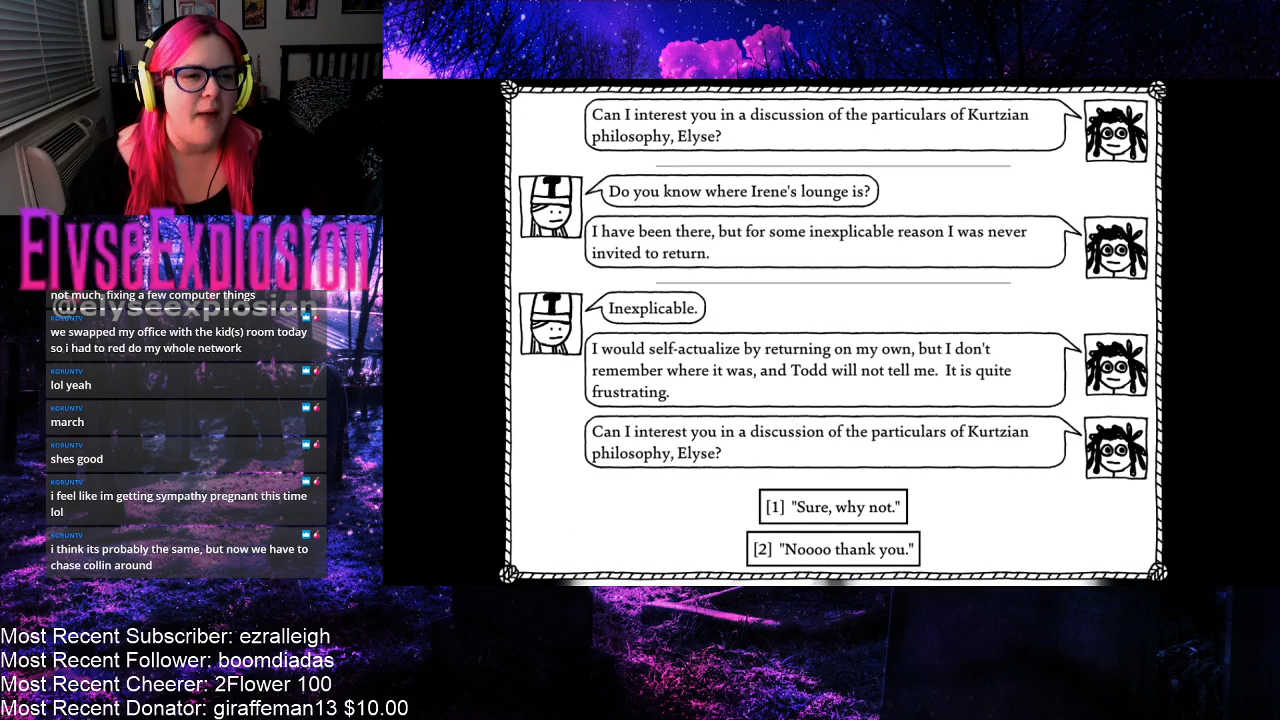 Can I interest you in a discussion of the particulars of Kurtzian
philosophy, Elyse?
Do you know where Irene's lounge is?
I have been there, but for some inexplicable reason I was never
invited to return.
Inexplicable.
I would self-actualize by returning on my own, but I don't
remember where it was, and Todd will not tell me. It is quite
frustrating.
Can I interest you in a discussion of the particulars of Kurtzian
philosophy, Elyse?
[1] "Sure, why not."
[2] "Noooo thank you."
ElyseExplosion
not much, fixing a few computer things
@elyseexplosion
KORUNTV
we swapped my office with the kid(s) room today
so i had to red do my whole network
KORUNTV
lol yeah
KORUNTV
march
KORUNTV
shes good
KORUNTV
i feel like im getting sympathy pregnant this time
lol
KORUNTV
i think its probably the same, but now we have to
chase collin around
Most Recent Subscriber: ezralleigh
Most Recent Follower: boomdiadas
Most Recent Cheerer: 2Flower 100
Most Recent Donator: giraffeman13 $10.00